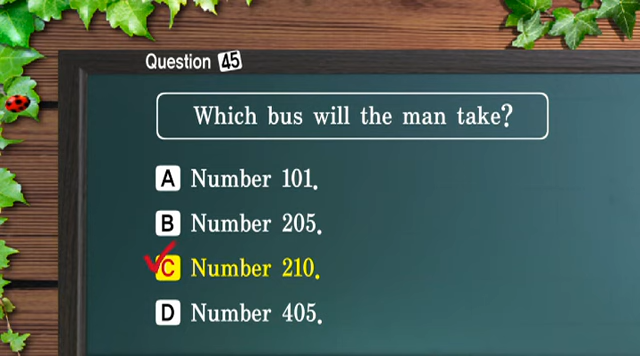 Question 45
Which bus will the man take?
A Number 101.
B Number 205.
C Number 210.
D Number 405.